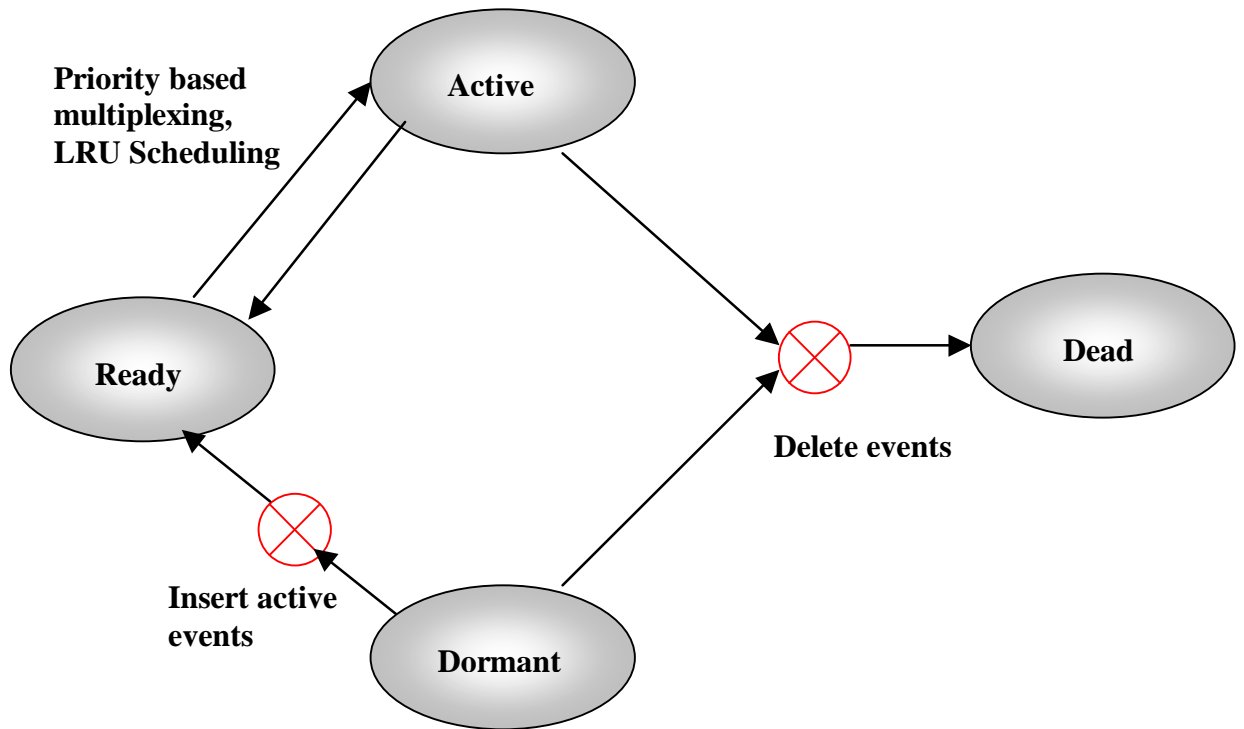 Priority based
multiplexing,
LRU Scheduling
Active
Ready
Dead
Delete events
Insert active
events
Dormant